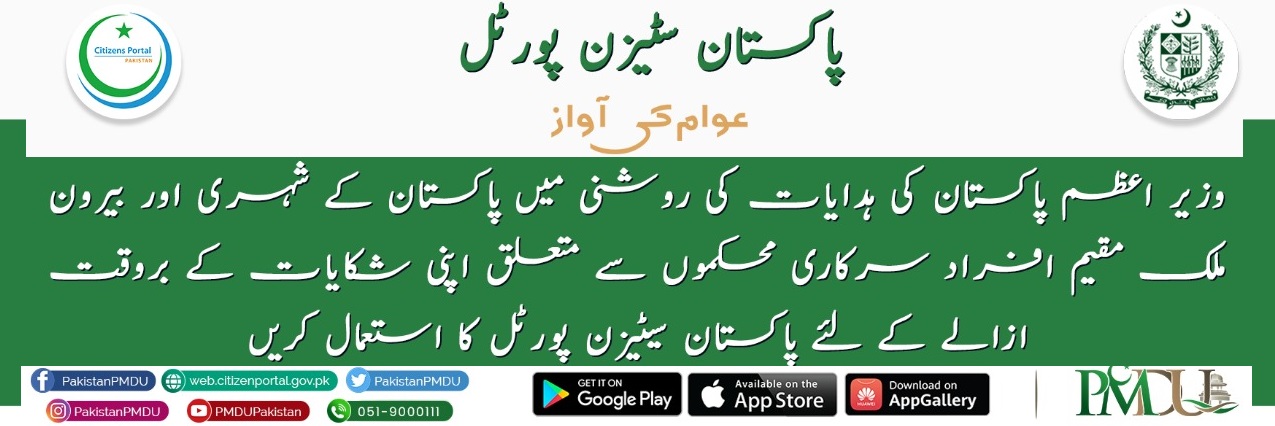 Citizens Portal
PAKISTAN
پاکستان سٹیزن پورٹل
عوام کی آواز
وزیر اعظم پاکستان کی ہدایات کی روشنی میں پاکستان کے شہری اور بیرون
ملک مقیم افراد سرکاری محکموں سے متعلق اپنی شکایات کے بروقت
ازالے کے لئے پاکستان سیٹیزن پورٹل کا استعمال کریں
PakistanPMDU web.citizenportal.gov.pk PakistanPMDU
PakistanPMDU PMDUPakistan 051-9000111
GET IT ON
Google Play
Available on the
App Store
HUAWEI
Download on
AppGallery
PMDU